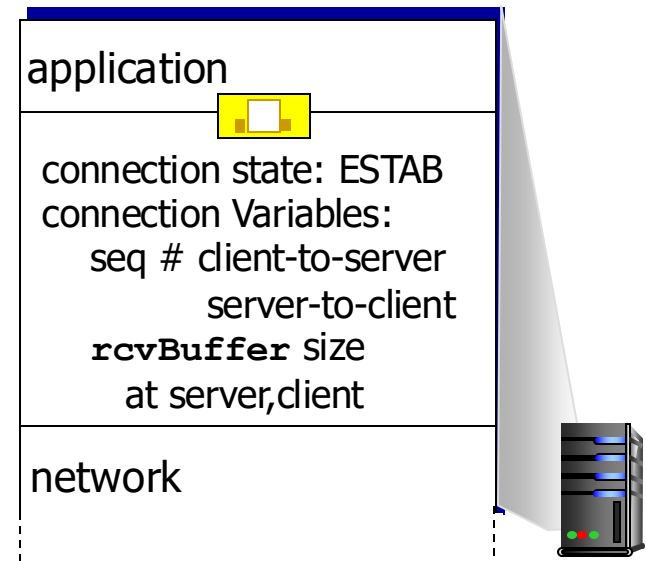 application
connection state: ESTAB
connection Variables:
seq # client-to-server
server-to-client
rcvBuffer size
at server,client
network